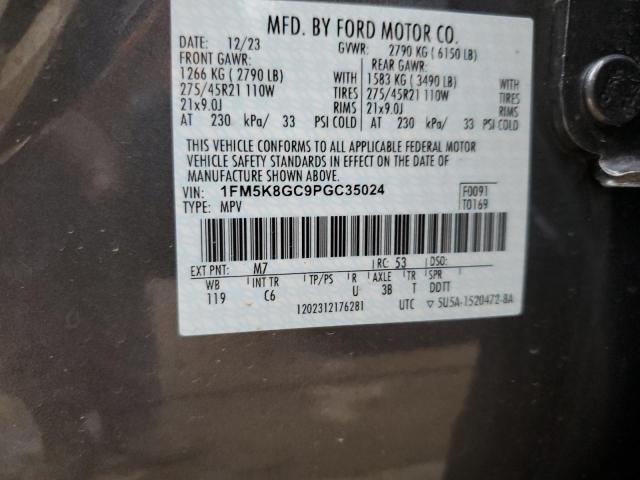 MFD. BY FORD MOTOR CO.
DATE: 12/23 GVWR: 2790 KG ( 6150 LB)
FRONT GAWR: REAR GAWR:
1266 KG ( 2790 LB) WITH 1583 KG ( 3490 LB) WITH
275/45R21 110W TIRES 275/45R21 110W TIRES
21x9.0J RIMS 21x9.0J RIMS
AT 230 kPa/ 33 PSI COLD AT 230 kPa/ 33 PSI COLD
THIS VEHICLE CONFORMS TO ALL APPLICABLE FEDERAL MOTOR
VEHICLE SAFETY STANDARDS IN EFFECT ON THE DATE OF
MANUFACTURE SHOWN ABOVE.
VIN: 1FM5K8GC9PGC35024 F0091
TYPE: MPV T0169
EXT PNT: M7 RC: 53 DSO:
WB INT TR TP/PS R AXLE TR SPR
119 C6 U 3B T DDTT
1202312176281 UTC ▽ 5U5A-1520472-BA